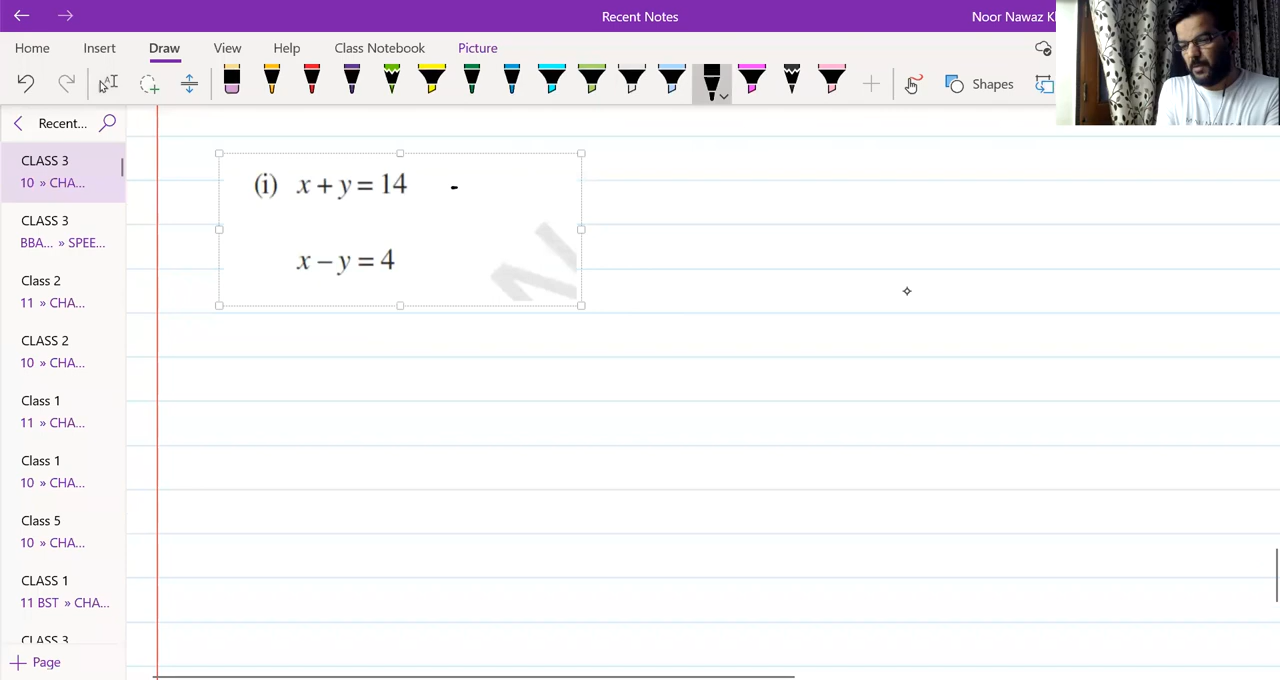 Recent Notes
Noor Nawaz
Home Insert Draw View Help Class Notebook Picture
Shapes
Recent...
CLASS 3
10 » CHA...
CLASS 3
BBA... » SPEE...
Class 2
11 » CHA...
CLASS 2
10 » CHA...
Class 1
11 » CHA...
Class 1
10 » CHA...
Class 5
10 » CHA...
CLASS 1
11 BST » CHA...
CLASS 3
+ Page
(i) x + y = 14 -
x − y = 4